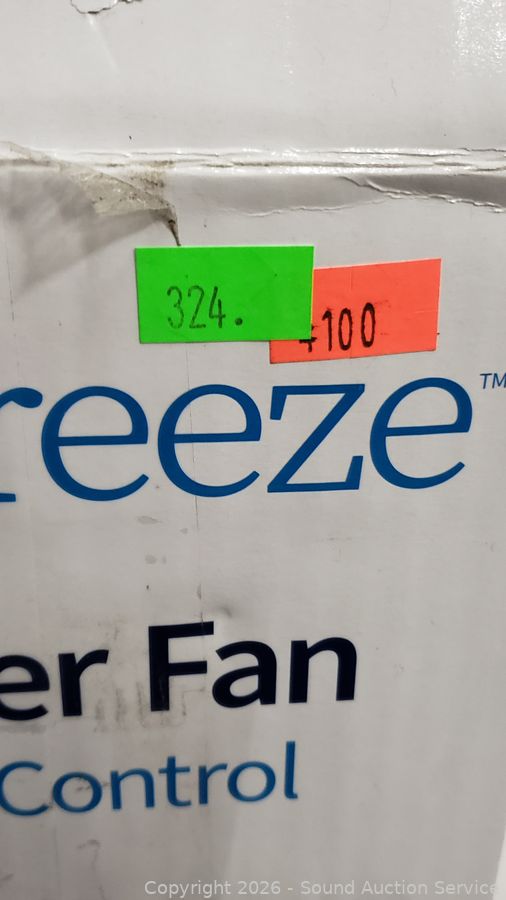 324.
100
reeze™
er Fan
Control
Copyright 2026 - Sound Auction Service